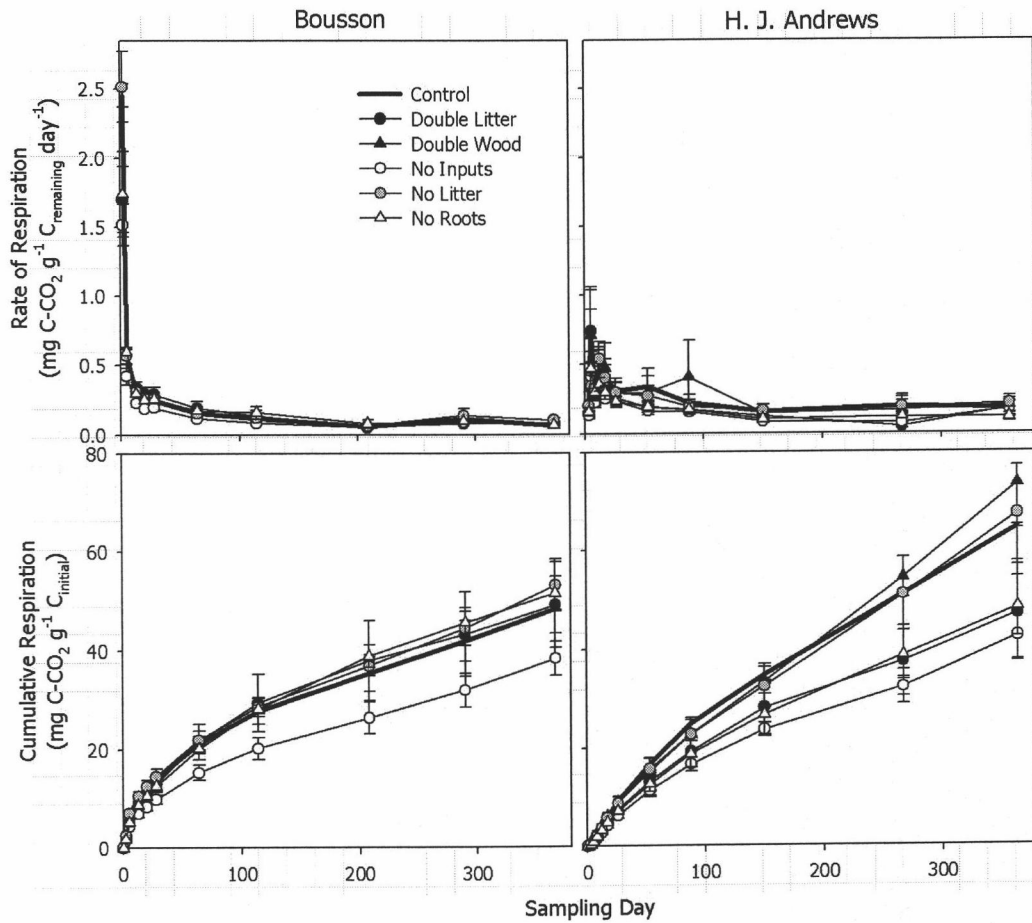 Bousson
H. J. Andrews
Rate of Respiration
(mg C-CO₂ g⁻¹ C_remaining day⁻¹)
2.5
2.0
1.5
1.0
0.5
0.0
Control
Double Litter
Double Wood
No Inputs
No Litter
No Roots
Cumulative Respiration
(mg C-CO₂ g⁻¹ C_initial)
80
60
40
20
0
0 100 200 300
0 100 200 300
Sampling Day